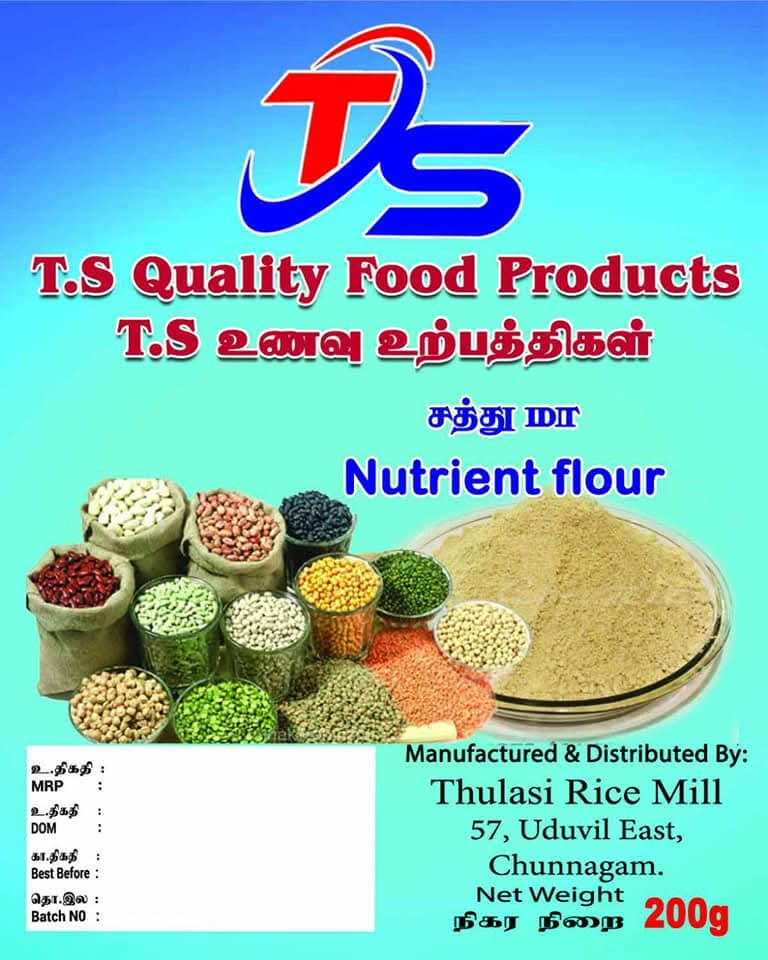 TS
T.S Quality Food Products
T.S உணவு உற்பத்திகள்
சத்து மா
Nutrient flour
உ.திகதி :
MRP :
உ.திகதி :
DOM :
கா.திகதி :
Best Before :
தொ.இல :
Batch NO :
Manufactured & Distributed By:
Thulasi Rice Mill
57, Uduvil East,
Chunnagam.
Net Weight
நிகர நிறை 200g